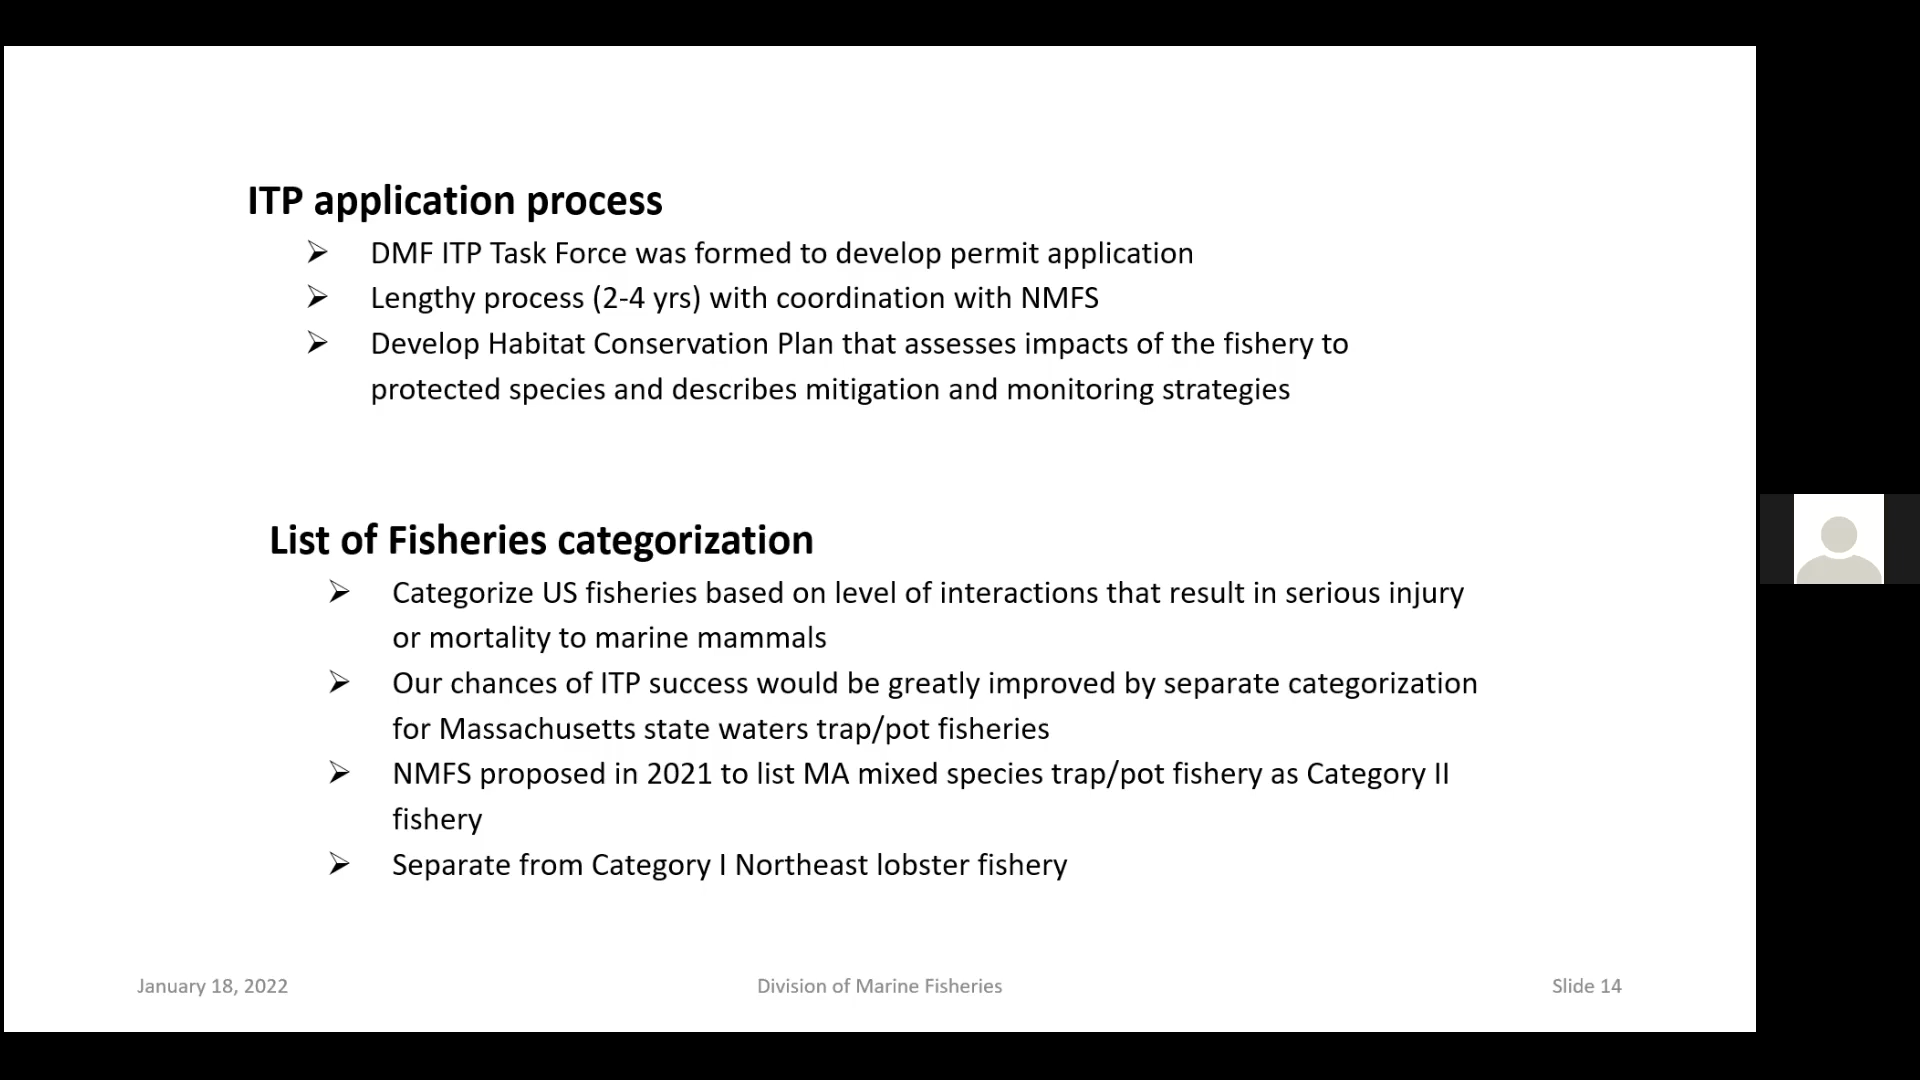 ITP application process
➢ DMF ITP Task Force was formed to develop permit application
➢ Lengthy process (2-4 yrs) with coordination with NMFS
➢ Develop Habitat Conservation Plan that assesses impacts of the fishery to
protected species and describes mitigation and monitoring strategies
List of Fisheries categorization
➢ Categorize US fisheries based on level of interactions that result in serious injury
or mortality to marine mammals
➢ Our chances of ITP success would be greatly improved by separate categorization
for Massachusetts state waters trap/pot fisheries
➢ NMFS proposed in 2021 to list MA mixed species trap/pot fishery as Category II
fishery
➢ Separate from Category I Northeast lobster fishery
January 18, 2022
Division of Marine Fisheries
Slide 14